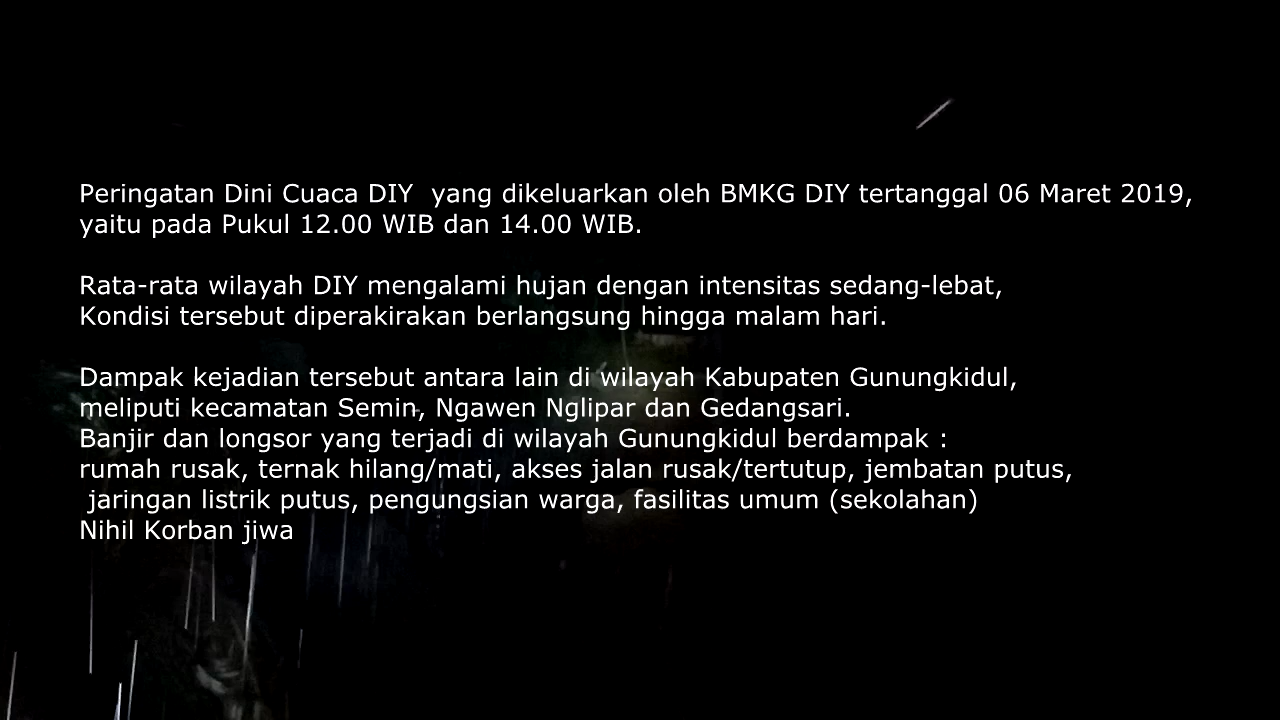 Peringatan Dini Cuaca DIY  yang dikeluarkan oleh BMKG DIY tertanggal 06 Maret 2019,
yaitu pada Pukul 12.00 WIB dan 14.00 WIB.
Rata-rata wilayah DIY mengalami hujan dengan intensitas sedang-lebat,
Kondisi tersebut diperakirakan berlangsung hingga malam hari.
Dampak kejadian tersebut antara lain di wilayah Kabupaten Gunungkidul,
meliputi kecamatan Semin, Ngawen Nglipar dan Gedangsari.
Banjir dan longsor yang terjadi di wilayah Gunungkidul berdampak :
rumah rusak, ternak hilang/mati, akses jalan rusak/tertutup, jembatan putus,
jaringan listrik putus, pengungsian warga, fasilitas umum (sekolahan)
Nihil Korban jiwa